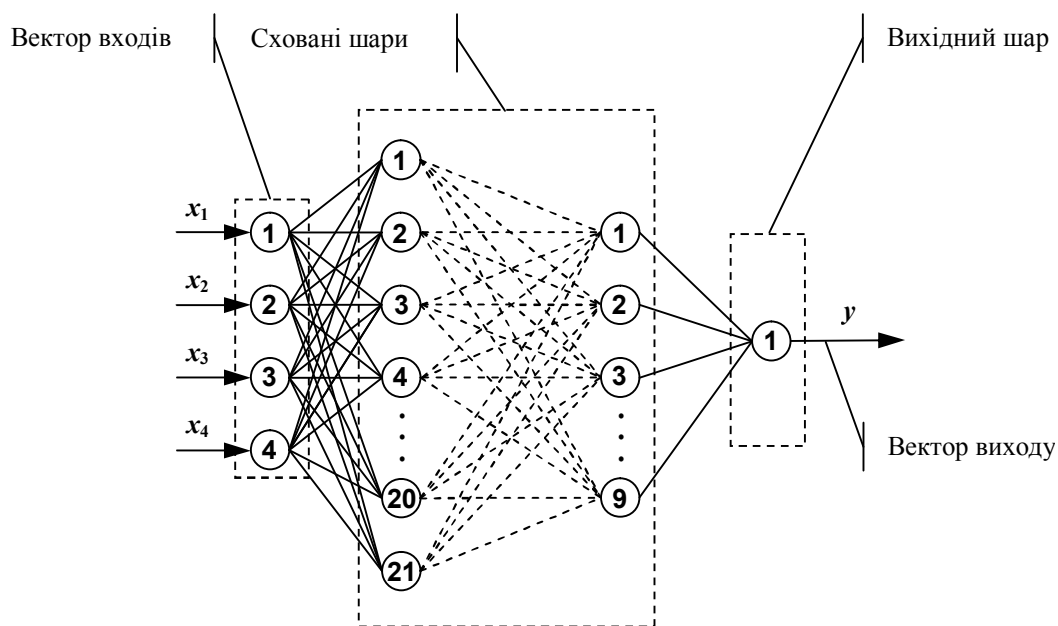 Вектор входів
Сховані шари
Вихідний шар
x1
x2
x3
x4
1
2
3
4
1
2
3
4
20
21
1
2
3
9
1
y
Вектор виходу